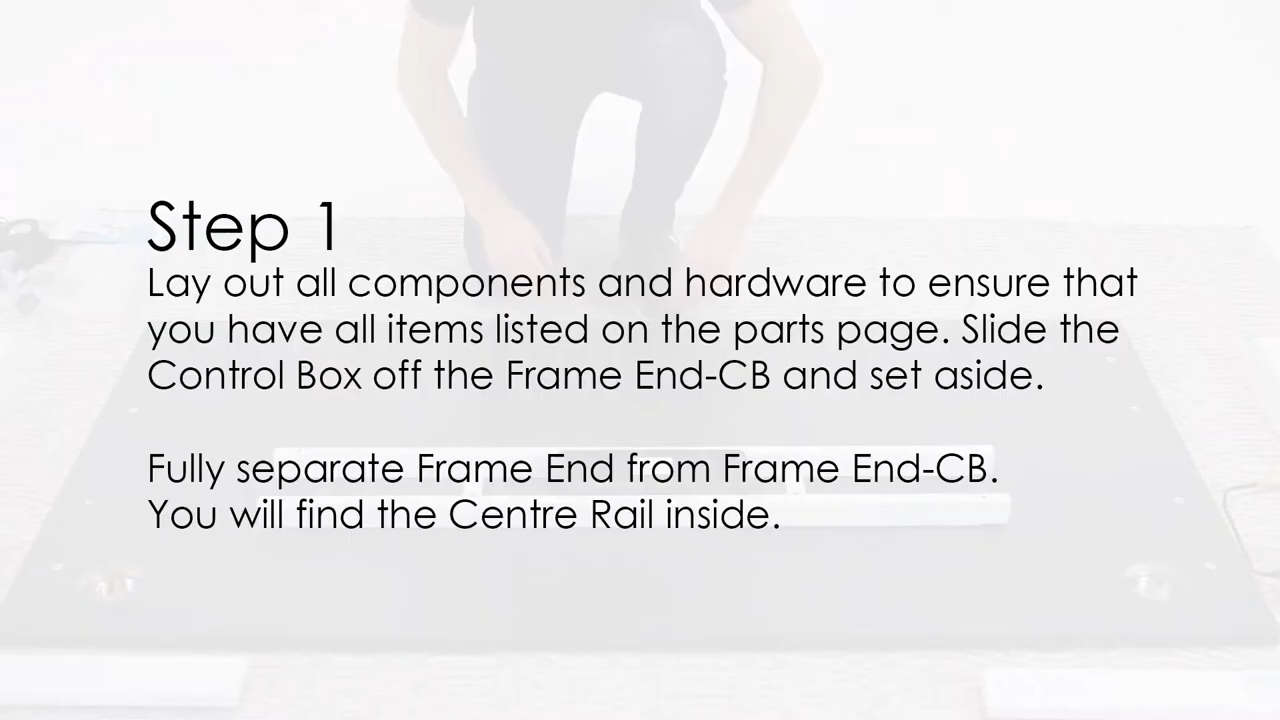 Step 1
Lay out all components and hardware to ensure that
you have all items listed on the parts page. Slide the
Control Box off the Frame End-CB and set aside.
Fully separate Frame End from Frame End-CB.
You will find the Centre Rail inside.